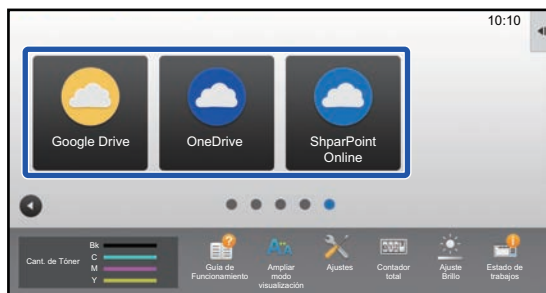 10:10
Google Drive
OneDrive
ShparPoint
Online
Cant. de Tóner
Bk
C
M
Y
Guía de
Funcionamiento
Ampliar
modo
visualización
Ajustes
Contador
total
Ajuste
Brillo
Estado de
trabajos